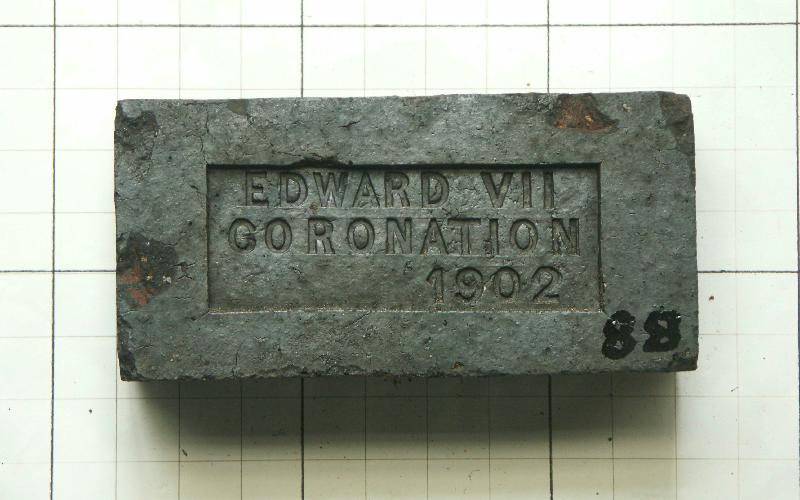 EDWARD VII
CORONATION
1902
88